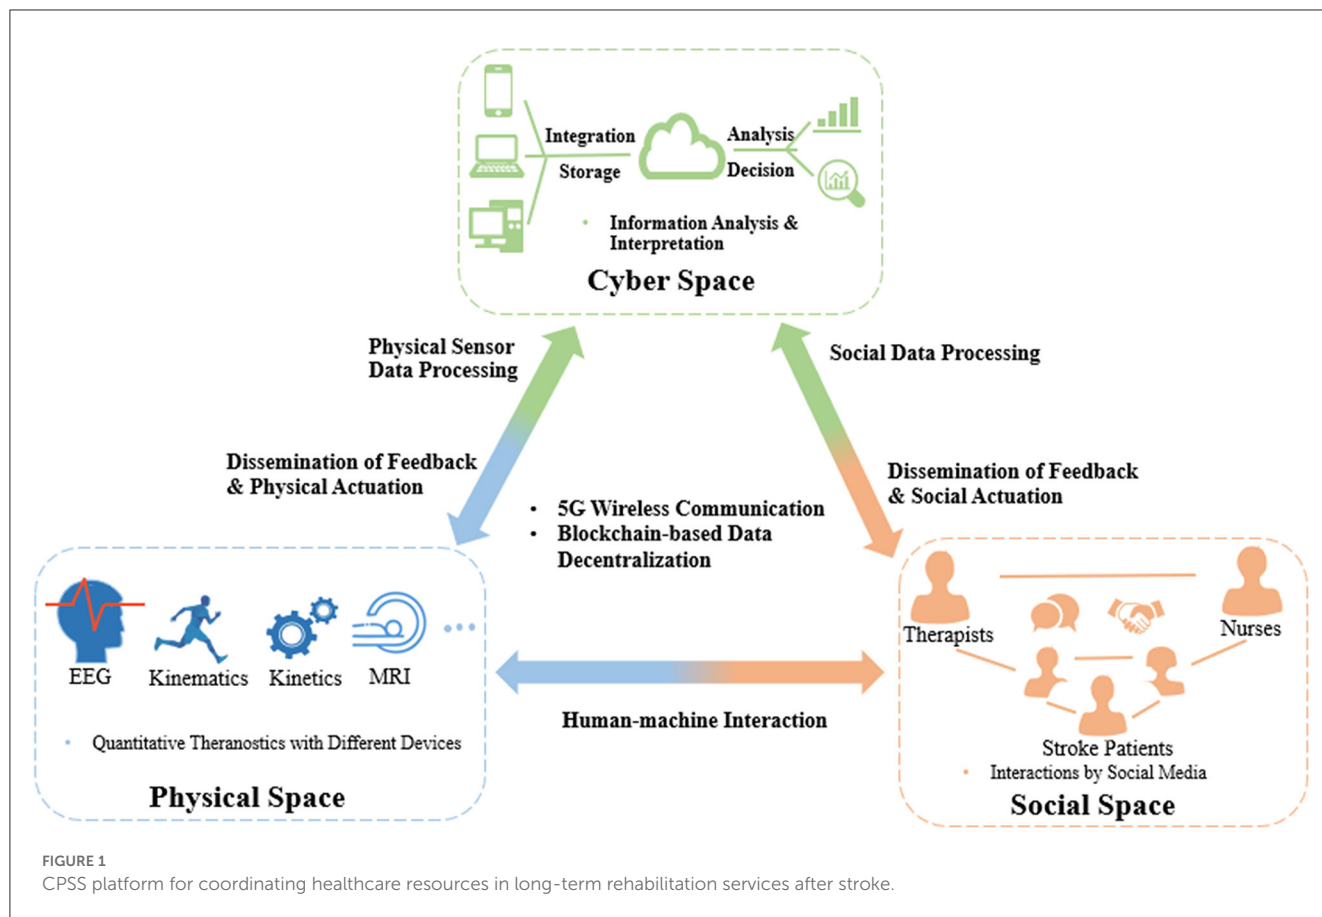 Integration
Storage
Analysis
Decision
• Information Analysis &
Interpretation
Cyber Space
Physical Sensor
Data Processing
Social Data Processing
Dissemination of Feedback
& Physical Actuation
Dissemination of Feedback
& Social Actuation
• 5G Wireless Communication
• Blockchain-based Data
Decentralization
EEG
Kinematics
Kinetics
MRI
• Quantitative Theranostics with Different Devices
Physical Space
Human-machine Interaction
Therapists
Nurses
Stroke Patients
• Interactions by Social Media
Social Space
FIGURE 1
CPSS platform for coordinating healthcare resources in long-term rehabilitation services after stroke.